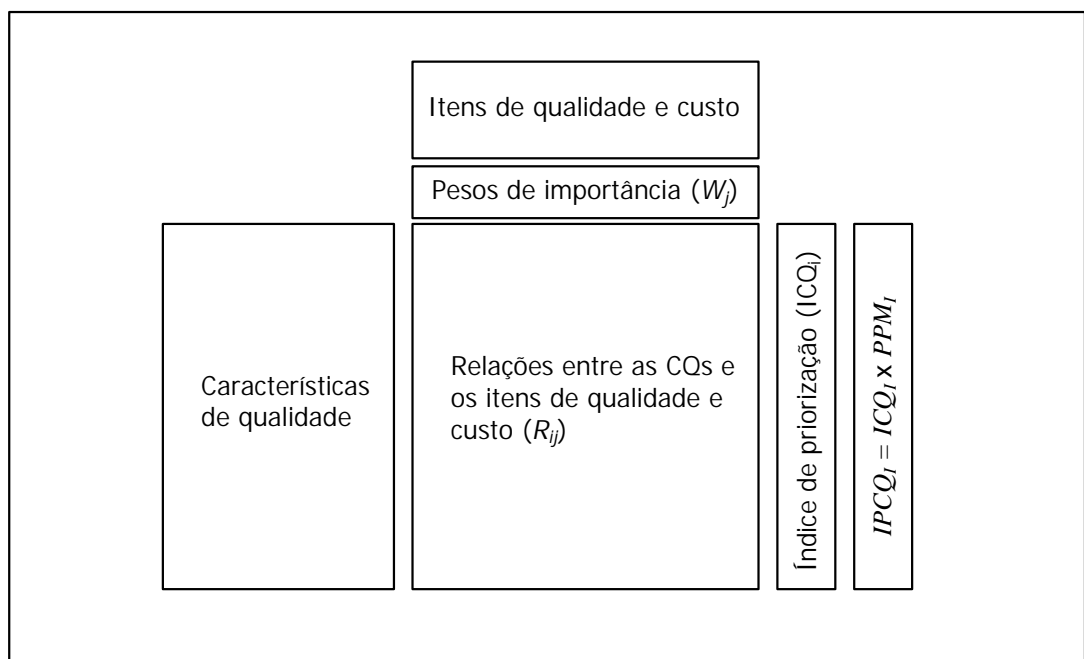 Itens de qualidade e custo
Pesos de importância (Wj)
Características
de qualidade
Relações entre as CQs e
os itens de qualidade e
custo (Rij)
Índice de priorização (ICQi)
IPCQI = ICQI x PPMI